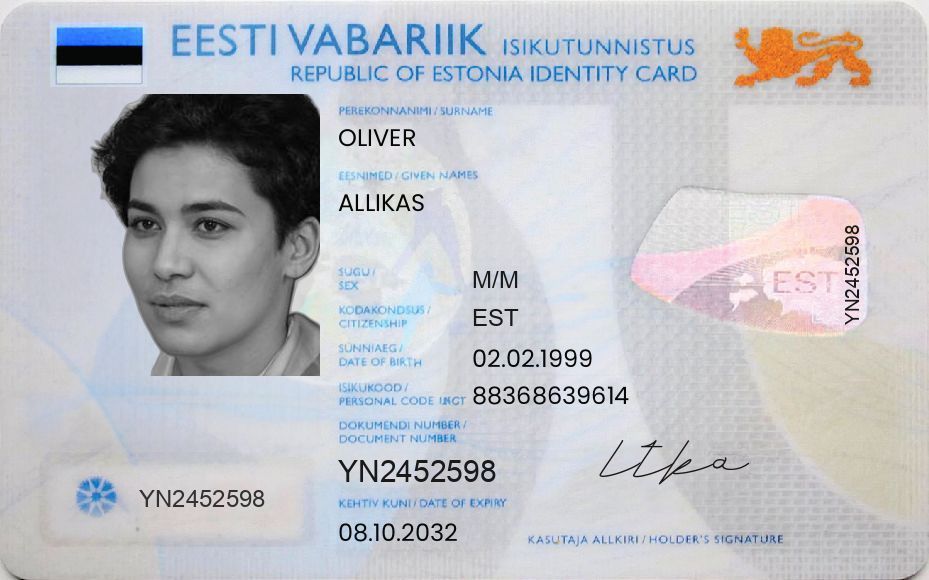 EESTI VABARIIK ISIKUTUNNISTUS
REPUBLIC OF ESTONIA IDENTITY CARD
PEREKONNANIMI / SURNAME
OLIVER
EESNIMED / GIVEN NAMES
ALLIKAS
SUGU /
SEX
M/M
KODAKONDSUS /
CITIZENSHIP
EST
SÜNNIAEG /
DATE OF BIRTH
02.02.1999
ISIKUKOOD /
PERSONAL CODE
88368639614
DOKUMENDI NUMBER /
DOCUMENT NUMBER
YN2452598
KEHTIV KUNI / DATE OF EXPIRY
08.10.2032
KASUTAJA ALLKIRI / HOLDER'S SIGNATURE
YN2452598
EST
YN2452598